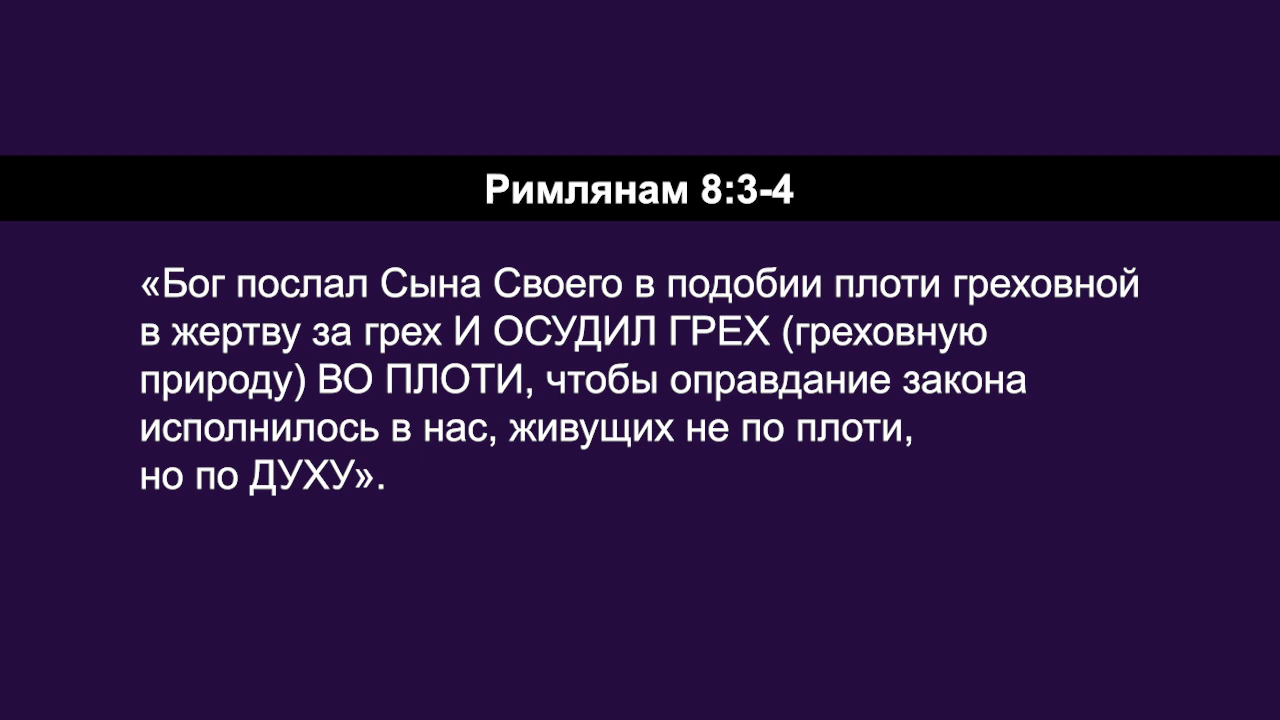 Римлянам 8:3-4
«Бог послал Сына Своего в подобии плоти греховной
в жертву за грех И ОСУДИЛ ГРЕХ (греховную
природу) ВО ПЛОТИ, чтобы оправдание закона
исполнилось в нас, живущих не по плоти,
но по ДУХУ».